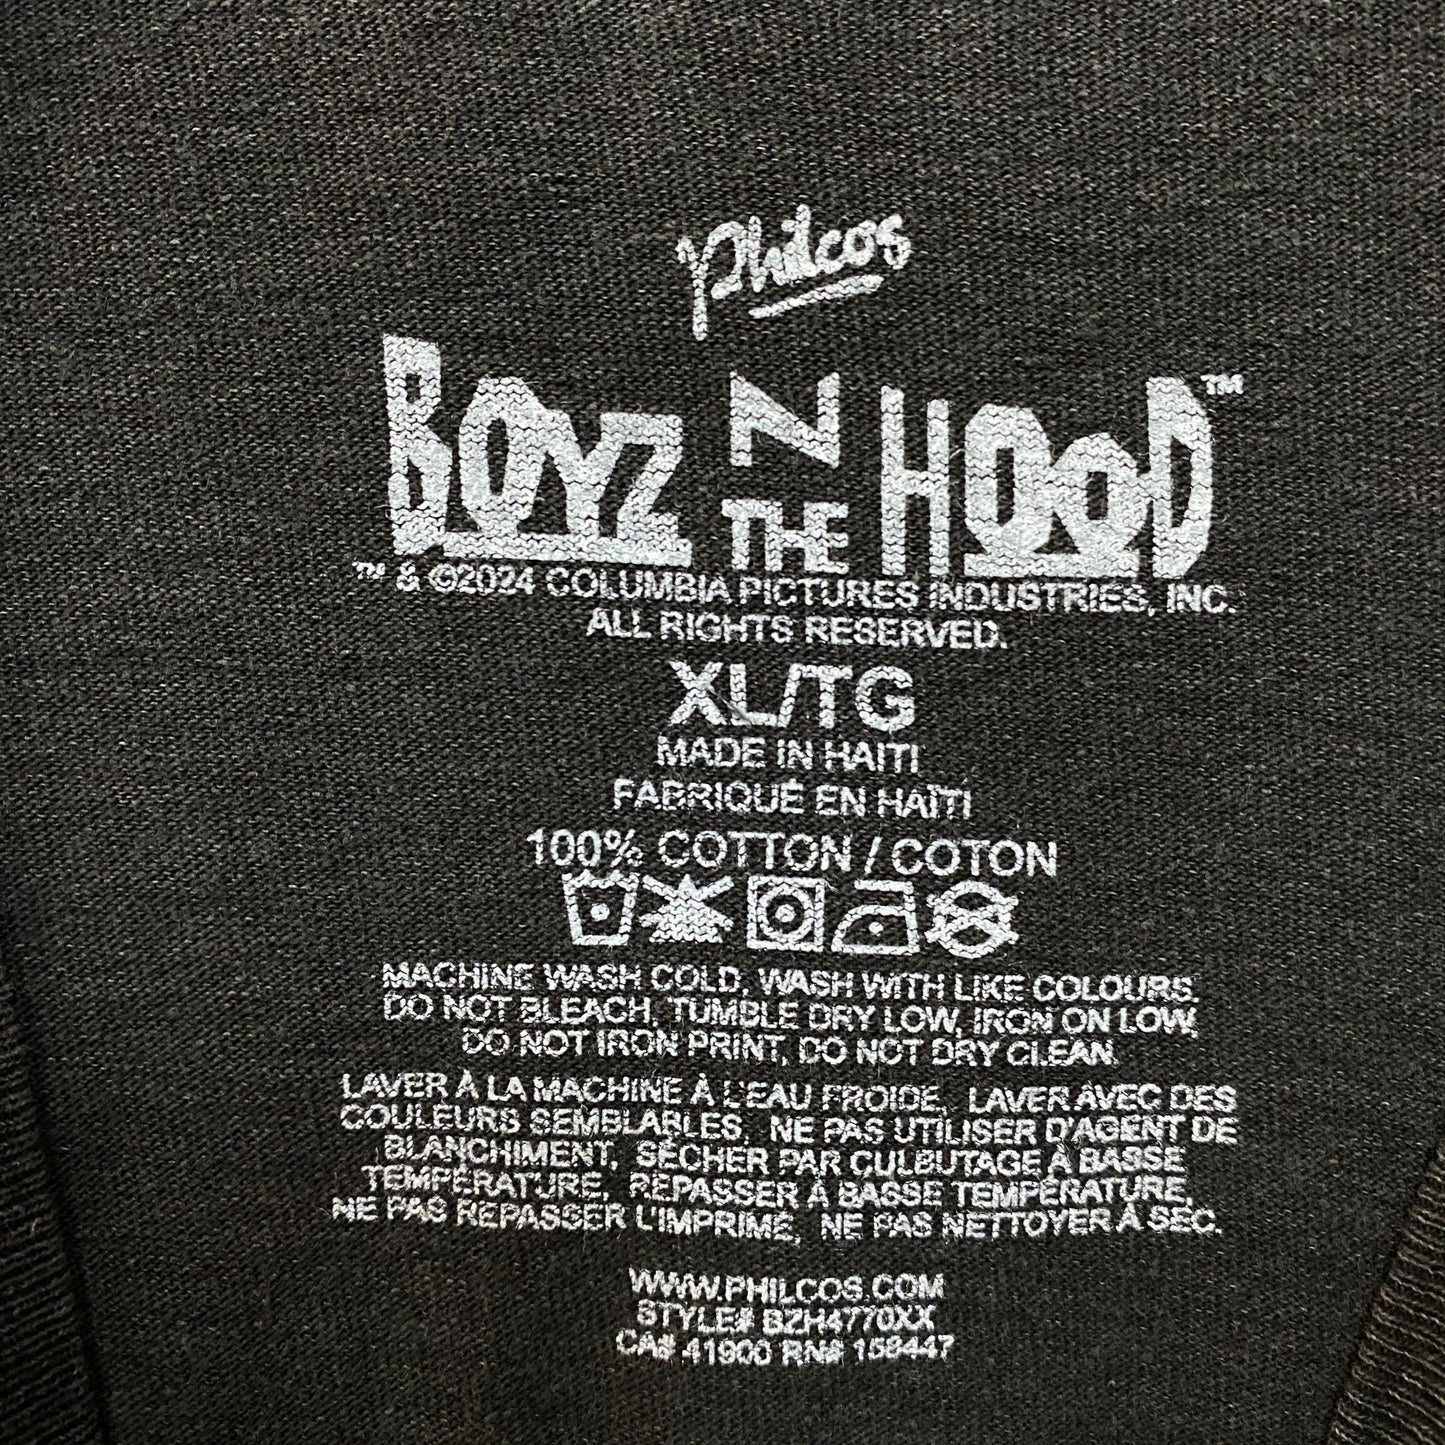 Philcos
BOYZ N THE HOOD™
™ & ©2024 COLUMBIA PICTURES INDUSTRIES, INC.
ALL RIGHTS RESERVED.
XL/TG
MADE IN HAITI
FABRIQUÉ EN HAÏTI
100% COTTON / COTON
MACHINE WASH COLD, WASH WITH LIKE COLOURS.
DO NOT BLEACH, TUMBLE DRY LOW, IRON ON LOW,
DO NOT IRON PRINT, DO NOT DRY CLEAN.
LAVER À LA MACHINE À L'EAU FROIDE, LAVER AVEC DES
COULEURS SEMBLABLES, NE PAS UTILISER D'AGENT DE
BLANCHIMENT, SÉCHER PAR CULBUTAGE À BASSE
TEMPÉRATURE, REPASSER À BASSE TEMPÉRATURE,
NE PAS REPASSER L'IMPRIMÉ, NE PAS NETTOYER À SEC.
WWW.PHILCOS.COM
STYLE# BZH4770XX
CA# 41900 RN# 158447